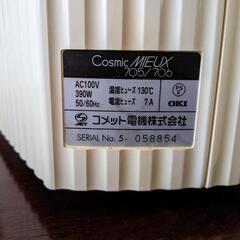 Cosmic MIEUX
705/706
AC100V
390W
50/60Hz
温度ヒューズ 130℃
電流ヒューズ 7A
OKI
コメット電機株式会社
SERIAL No. 5- 058854